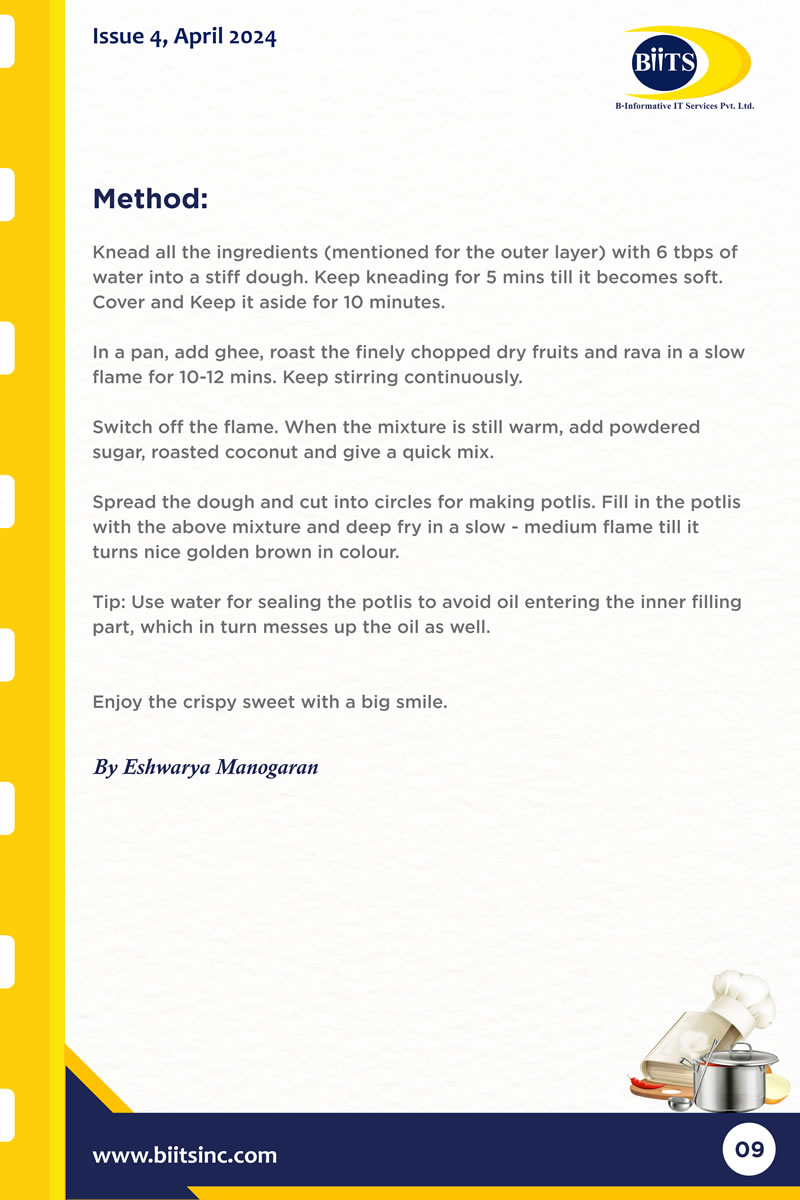 Issue 4, April 2024
BiiTS
B-Informative IT Services Pvt. Ltd.
Method:
Knead all the ingredients (mentioned for the outer layer) with 6 tbps of
water into a stiff dough. Keep kneading for 5 mins till it becomes soft.
Cover and Keep it aside for 10 minutes.
In a pan, add ghee, roast the finely chopped dry fruits and rava in a slow
flame for 10-12 mins. Keep stirring continuously.
Switch off the flame. When the mixture is still warm, add powdered
sugar, roasted coconut and give a quick mix.
Spread the dough and cut into circles for making potlis. Fill in the potlis
with the above mixture and deep fry in a slow - medium flame till it
turns nice golden brown in colour.
Tip: Use water for sealing the potlis to avoid oil entering the inner filling
part, which in turn messes up the oil as well.
Enjoy the crispy sweet with a big smile.
By Eshwarya Manogaran
www.biitsinc.com
09